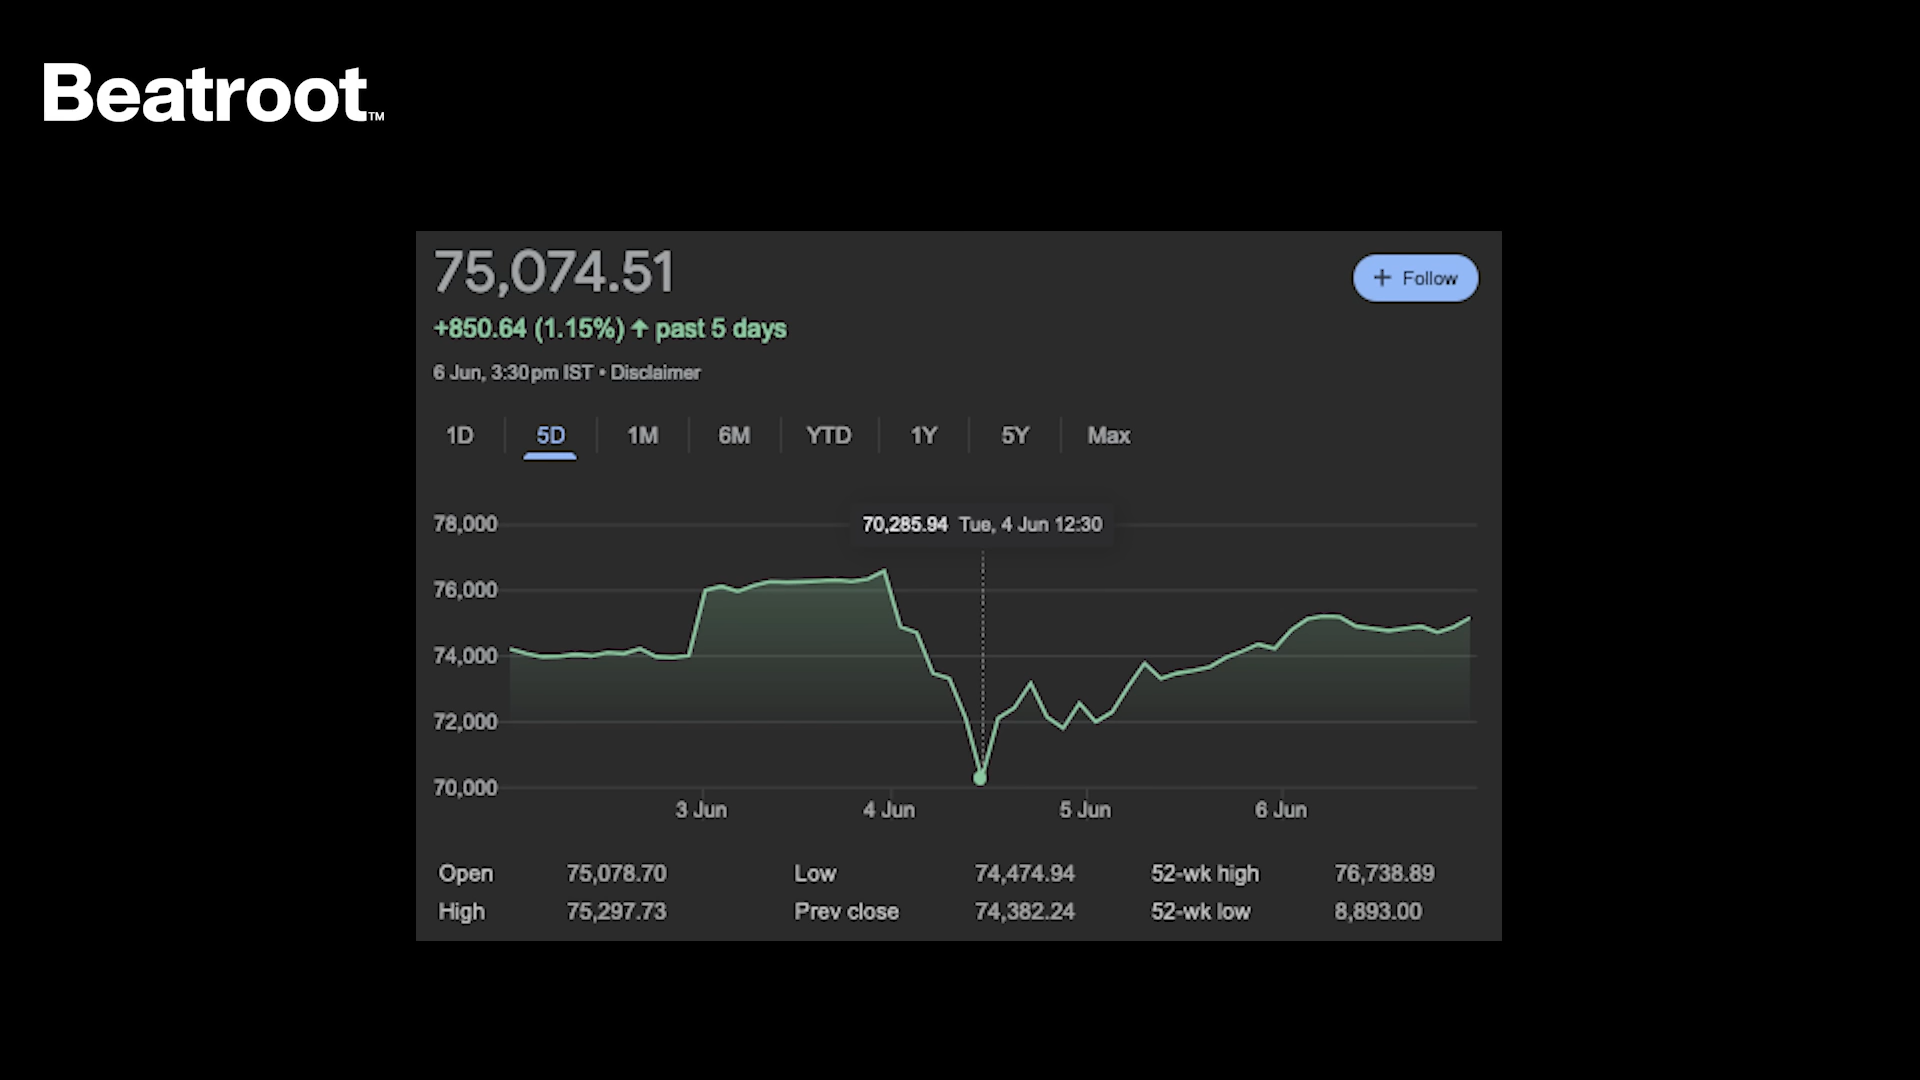 Beatroot™
75,074.51
+ Follow
+850.64 (1.15%) ↑ past 5 days
6 Jun, 3:30 pm IST • Disclaimer
1D 5D 1M 6M YTD 1Y 5Y Max
70,285.94 Tue, 4 Jun 12:30
78,000
76,000
74,000
72,000
70,000
3 Jun 4 Jun 5 Jun 6 Jun
Open 75,078.70 Low 74,474.94 52-wk high 76,738.89
High 75,297.73 Prev close 74,382.24 52-wk low 8,893.00